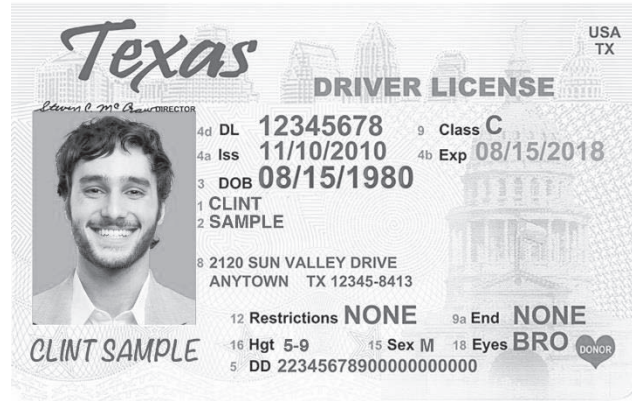 Texas
USA
TX
DRIVER LICENSE
Steven C. McCraw DIRECTOR
4d DL 12345678 9 Class C
4a Iss 11/10/2010 4b Exp 08/15/2018
3 DOB 08/15/1980
1 CLINT
2 SAMPLE
8 2120 SUN VALLEY DRIVE
ANYTOWN TX 12345-8413
12 Restrictions NONE 9a End NONE
16 Hgt 5-9 15 Sex M 18 Eyes BRO DONOR
5 DD 22345678900000000000
CLINT SAMPLE